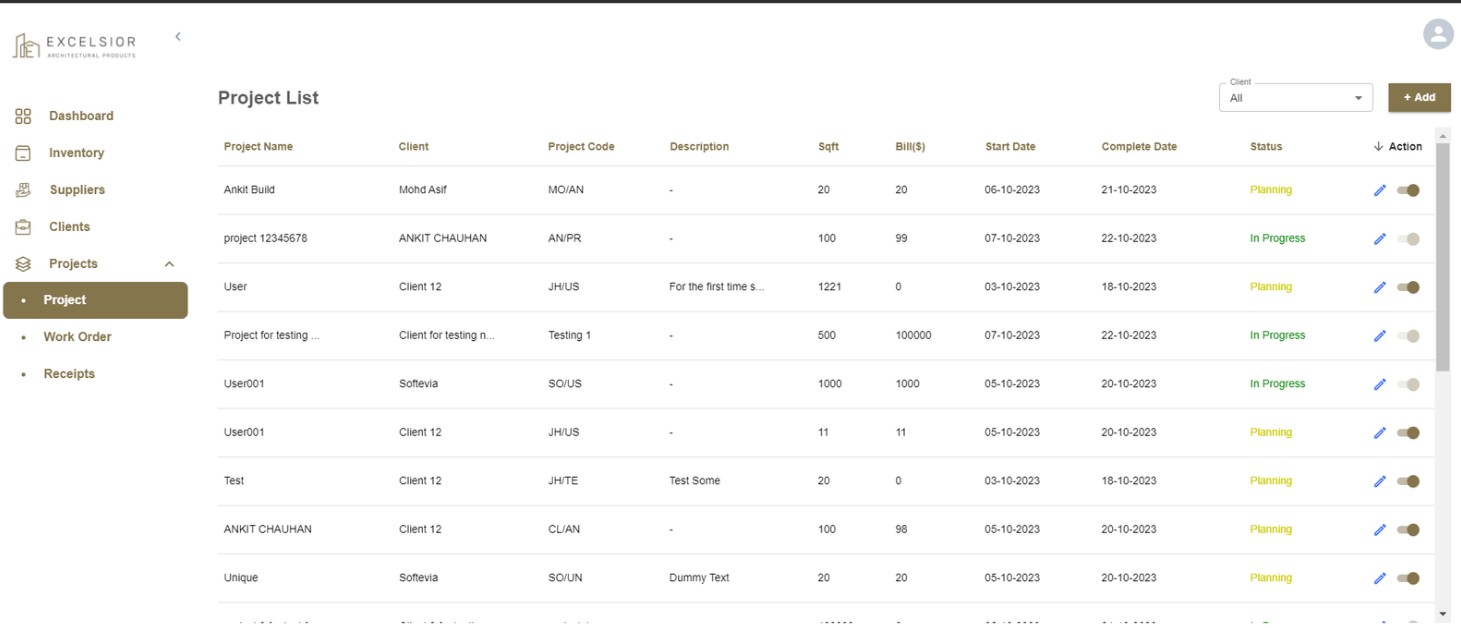 EXCELSIOR
ARCHITECTURAL PRODUCTS
Dashboard
Inventory
Suppliers
Clients
Projects
Project
Work Order
Receipts
Project List
Client
All
+ Add
Project Name Client Project Code Description Sqft Bill($) Start Date Complete Date Status Action
Ankit Build Mohd Asif MO/AN - 20 20 06-10-2023 21-10-2023 Planning
project 12345678 ANKIT CHAUHAN AN/PR - 100 99 07-10-2023 22-10-2023 In Progress
User Client 12 JH/US For the first time s... 1221 0 03-10-2023 18-10-2023 Planning
Project for testing ... Client for testing n... Testing 1 - 500 100000 07-10-2023 22-10-2023 In Progress
User001 Softevia SO/US - 1000 1000 05-10-2023 20-10-2023 In Progress
User001 Client 12 JH/US - 11 11 05-10-2023 20-10-2023 Planning
Test Client 12 JH/TE Test Some 20 0 03-10-2023 18-10-2023 Planning
ANKIT CHAUHAN Client 12 CL/AN - 100 98 05-10-2023 20-10-2023 Planning
Unique Softevia SO/UN Dummy Text 20 20 05-10-2023 20-10-2023 Planning